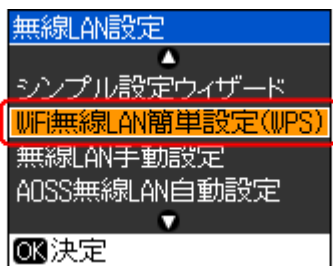 無線LAN設定
シンプル設定ウィザード
WiFi無線LAN簡単設定(WPS)
無線LAN手動設定
AOSS無線LAN自動設定
OK決定